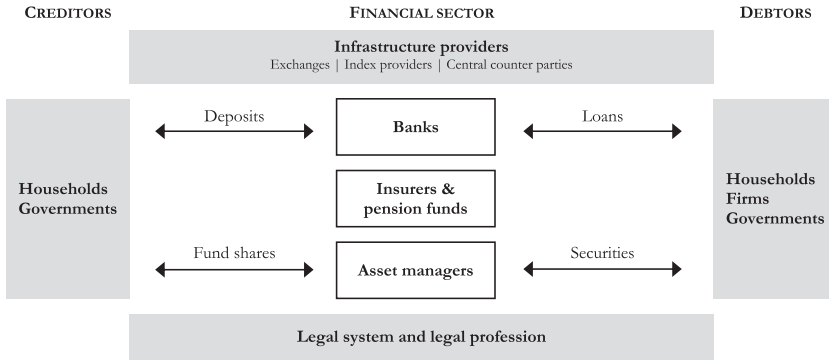 CREDITORS
FINANCIAL SECTOR
DEBTORS
Infrastructure providers
Exchanges | Index providers | Central counter parties
Households
Governments
Deposits
Banks
Loans
Insurers &
pension funds
Fund shares
Asset managers
Securities
Households
Firms
Governments
Legal system and legal profession